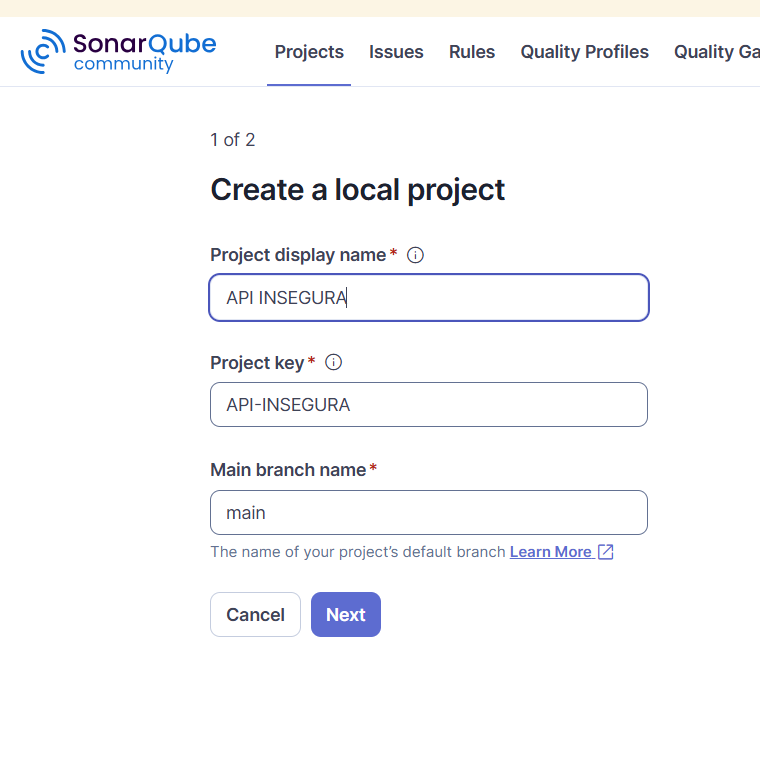 SonarQube
community
Projects Issues Rules Quality Profiles Quality Ga
1 of 2
Create a local project
Project display name*
API INSEGURA
Project key*
API-INSEGURA
Main branch name*
main
The name of your project's default branch Learn More
Cancel Next